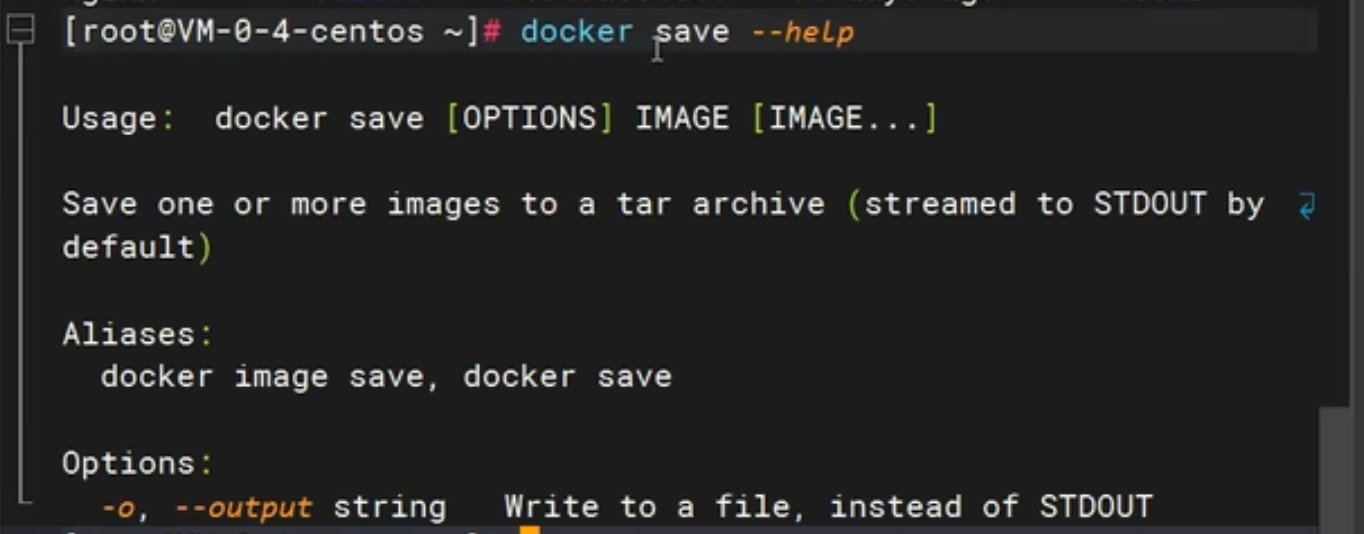 [root@VM-0-4-centos ~]# docker save --help
Usage:  docker save [OPTIONS] IMAGE [IMAGE...]
Save one or more images to a tar archive (streamed to STDOUT by
default)
Aliases:
  docker image save, docker save
Options:
  -o, --output string   Write to a file, instead of STDOUT